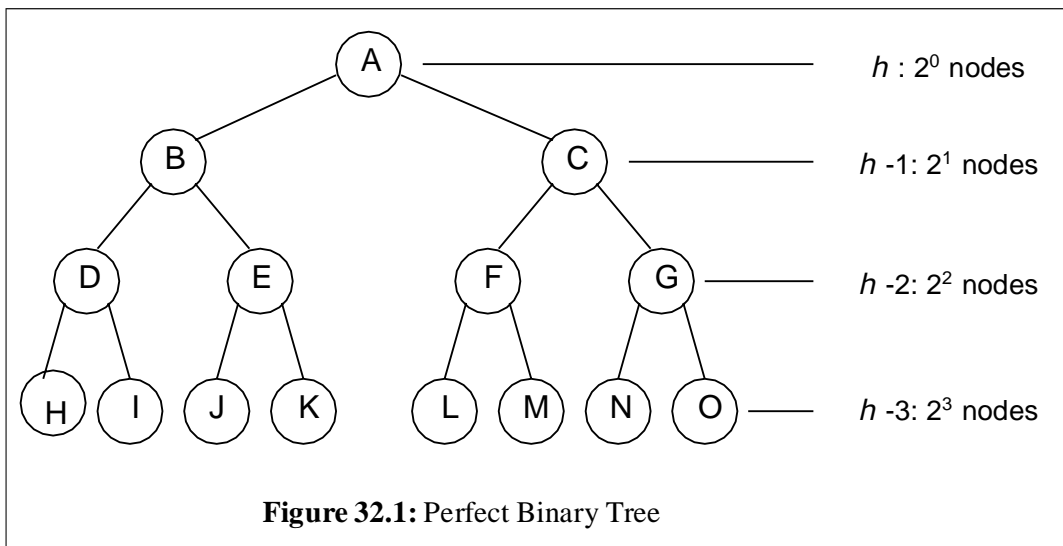 A
h : 2⁰ nodes
B
C
h -1: 2¹ nodes
D
E
F
G
h -2: 2² nodes
H
I
J
K
L
M
N
O
h -3: 2³ nodes
Figure 32.1: Perfect Binary Tree